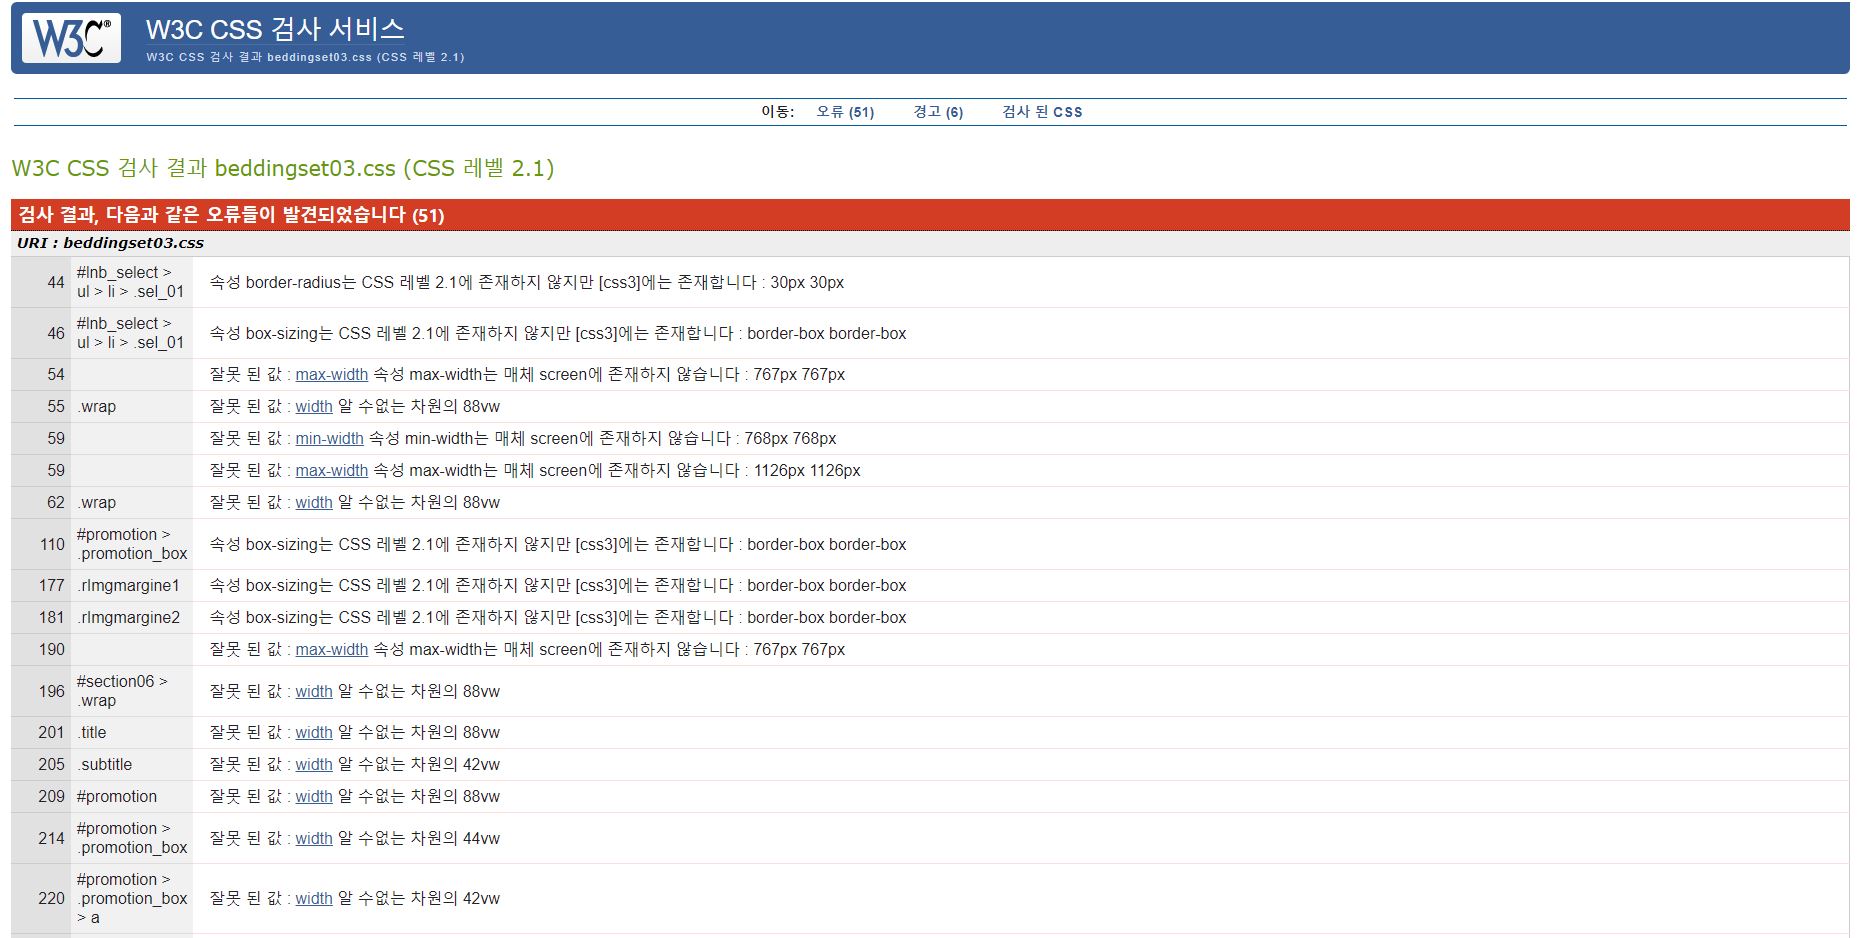 W3C®
W3C CSS 검사 서비스
W3C CSS 검사 결과 beddingset03.css (CSS 레벨 2.1)
이동: 오류 (51) 경고 (6) 검사 된 CSS
W3C CSS 검사 결과 beddingset03.css (CSS 레벨 2.1)
검사 결과, 다음과 같은 오류들이 발견되었습니다 (51)
URI : beddingset03.css
44 #lnb_select >
ul > li > .sel_01 속성 border-radius는 CSS 레벨 2.1에 존재하지 않지만 [css3]에는 존재합니다 : 30px 30px
46 #lnb_select >
ul > li > .sel_01 속성 box-sizing는 CSS 레벨 2.1에 존재하지 않지만 [css3]에는 존재합니다 : border-box border-box
54 잘못 된 값 : max-width 속성 max-width는 매체 screen에 존재하지 않습니다 : 767px 767px
55 .wrap 잘못 된 값 : width 알 수없는 차원의 88vw
59 잘못 된 값 : min-width 속성 min-width는 매체 screen에 존재하지 않습니다 : 768px 768px
59 잘못 된 값 : max-width 속성 max-width는 매체 screen에 존재하지 않습니다 : 1126px 1126px
62 .wrap 잘못 된 값 : width 알 수없는 차원의 88vw
110 #promotion >
.promotion_box 속성 box-sizing는 CSS 레벨 2.1에 존재하지 않지만 [css3]에는 존재합니다 : border-box border-box
177 .rlmgmargine1 속성 box-sizing는 CSS 레벨 2.1에 존재하지 않지만 [css3]에는 존재합니다 : border-box border-box
181 .rlmgmargine2 속성 box-sizing는 CSS 레벨 2.1에 존재하지 않지만 [css3]에는 존재합니다 : border-box border-box
190 잘못 된 값 : max-width 속성 max-width는 매체 screen에 존재하지 않습니다 : 767px 767px
196 #section06 >
.wrap 잘못 된 값 : width 알 수없는 차원의 88vw
201 .title 잘못 된 값 : width 알 수없는 차원의 88vw
205 .subtitle 잘못 된 값 : width 알 수없는 차원의 42vw
209 #promotion 잘못 된 값 : width 알 수없는 차원의 88vw
214 #promotion >
.promotion_box 잘못 된 값 : width 알 수없는 차원의 44vw
220 #promotion >
.promotion_box
> a 잘못 된 값 : width 알 수없는 차원의 42vw